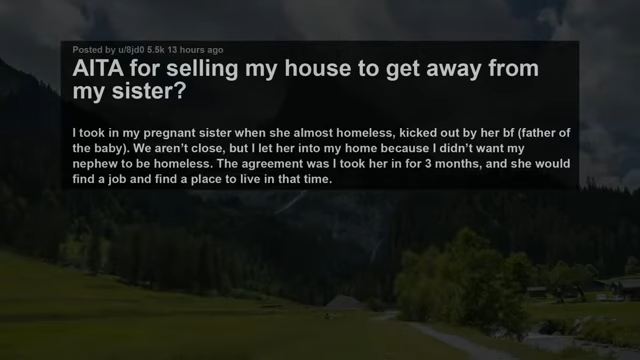 Posted by u/8jd0 5.5k 13 hours ago
AITA for selling my house to get away from
my sister?
I took in my pregnant sister when she almost homeless, kicked out by her bf (father of
the baby). We aren't close, but I let her into my home because I didn't want my
nephew to be homeless. The agreement was I took her in for 3 months, and she would
find a job and find a place to live in that time.